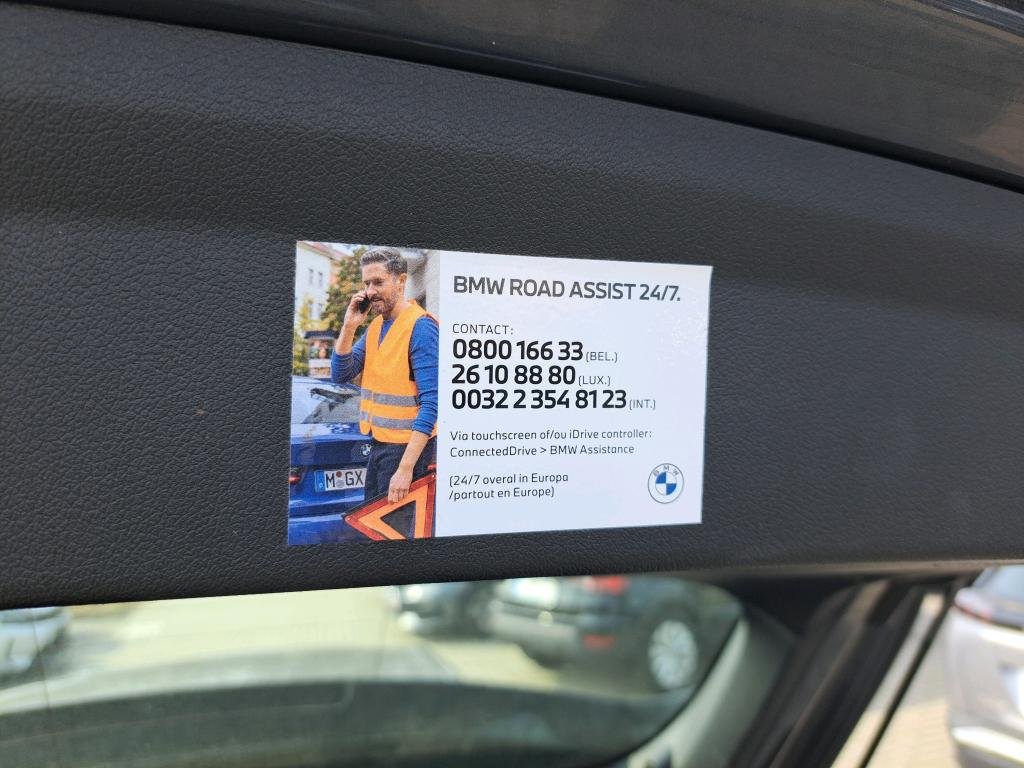 BMW ROAD ASSIST 24/7.
CONTACT:
0800 166 33 (BEL.)
26 10 88 80 (LUX.)
0032 2 354 81 23 (INT.)
Via touchscreen of/ou iDrive controller:
ConnectedDrive > BMW Assistance
(24/7 overal in Europa
/partout en Europe)
BMW
M GX